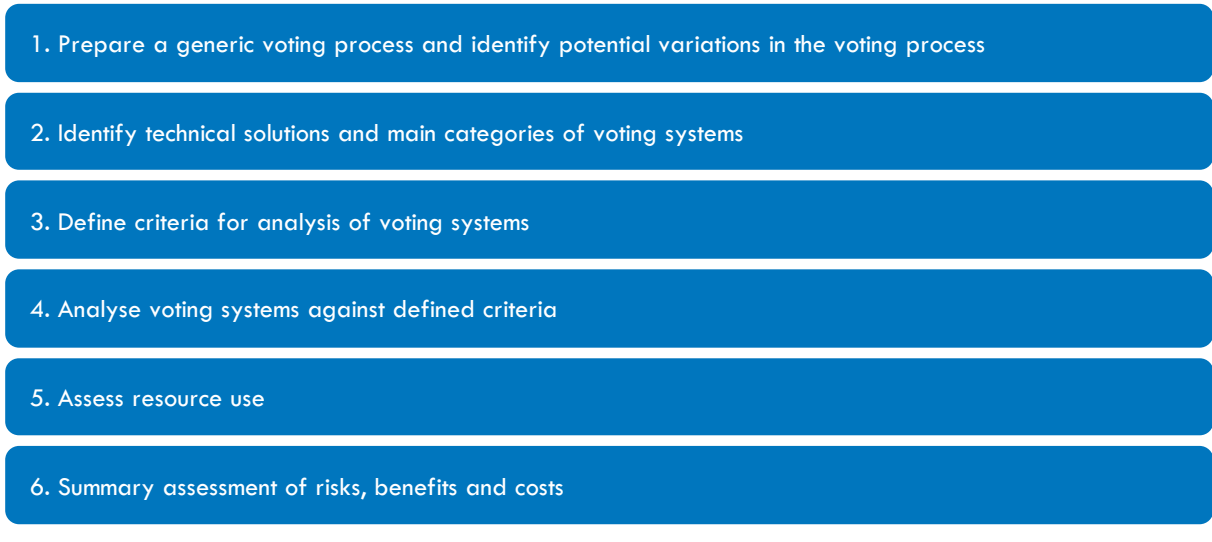 1. Prepare a generic voting process and identify potential variations in the voting process
2. Identify technical solutions and main categories of voting systems
3. Define criteria for analysis of voting systems
4. Analyse voting systems against defined criteria
5. Assess resource use
6. Summary assessment of risks, benefits and costs